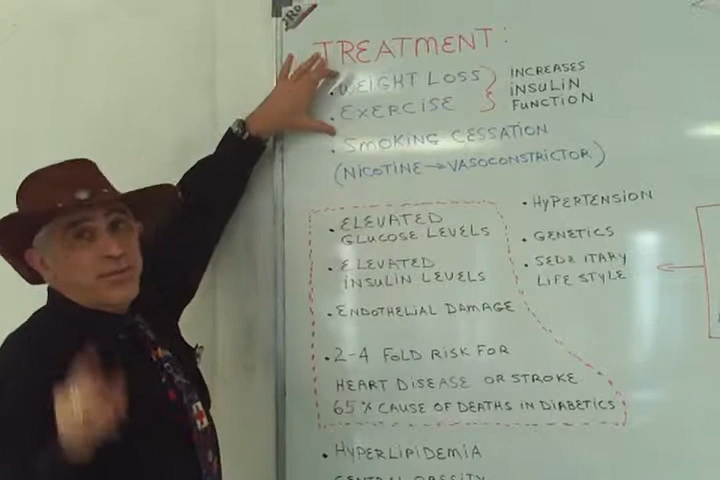 3RD
TREATMENT:
• WEIGHT LOSS
• EXERCISE
INCREASES
INSULIN
FUNCTION
• SMOKING CESSATION
(NICOTINE → VASOCONSTRICTOR)
• ELEVATED
GLUCOSE LEVELS
• ELEVATED
INSULIN LEVELS
• ENDOTHELIAL DAMAGE
• 2-4 FOLD RISK FOR
HEART DISEASE OR STROKE
65% CAUSE OF DEATHS IN DIABETICS
• HYPERTENSION
• GENETICS
• SEDEITARY
LIFE STYLE
• HYPERLIPIDEMIA
CENTRAL OBESITY